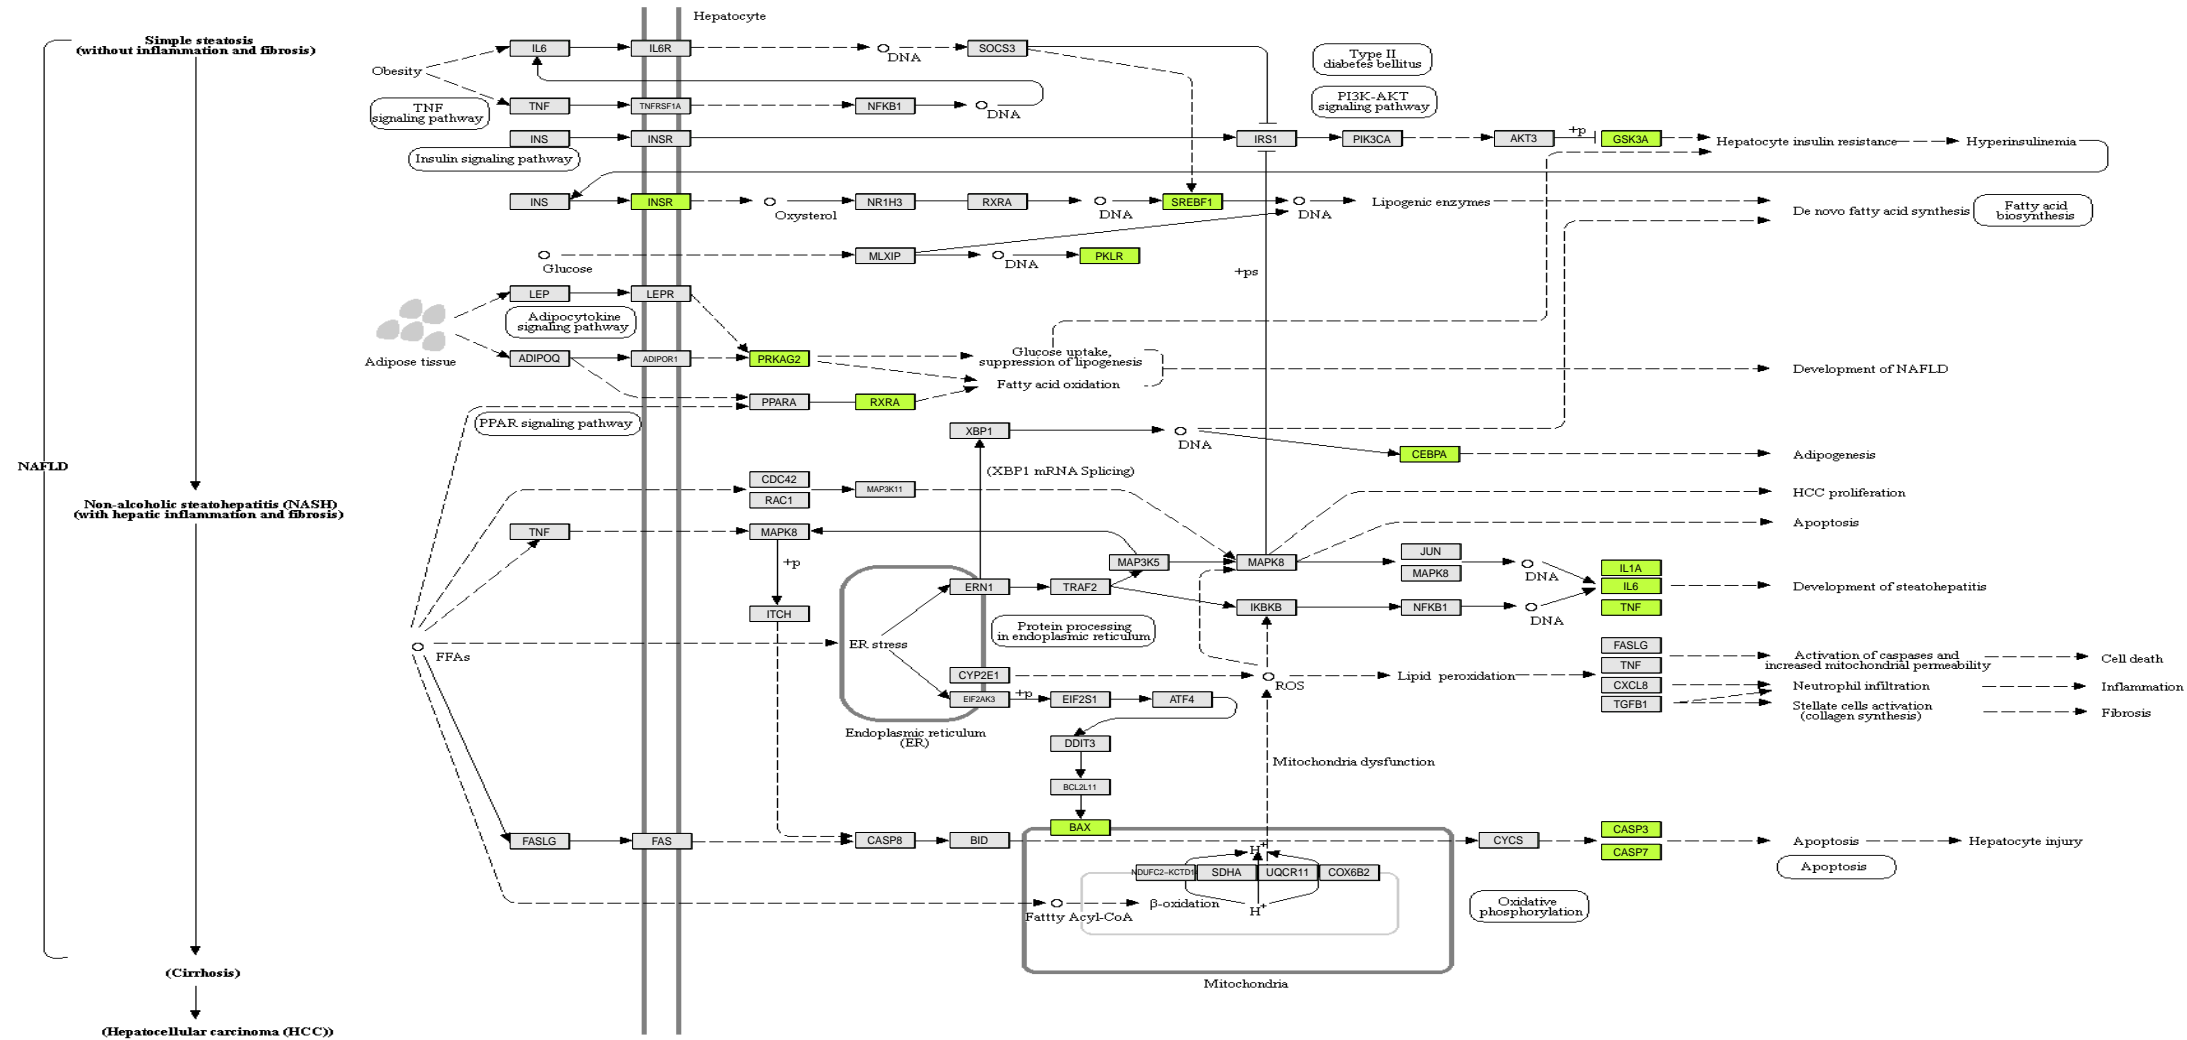 Hepatocyte
Simple steatosis
(without inflammation and fibrosis)
IL6
IL6R
DNA
SOCS3
Type II
diabetes bellitus
Obesity
TNF
signaling pathway
TNF
TNFRSF1A
NFKB1
DNA
PI3K-AKT
signaling pathway
INS
INSR
IRS1
PIK3CA
AKT3
+p
GSK3A
Hepatocyte insulin resistance
Hyperinsulinemia
Insulin signaling pathway
INS
INSR
Oxysterol
NR1H3
RXRA
DNA
SREBF1
DNA
Lipogenic enzymes
De novo fatty acid synthesis
Fatty acid
biosynthesis
Glucose
MLXIP
DNA
PKLR
+ps
LEP
LEPR
Adipocytokine
signaling pathway
Adipose tissue
ADIPOQ
ADIPOR1
PRKAG2
Glucose uptake,
suppression of lipogenesis
Fatty acid oxidation
Development of NAFLD
PPARA
RXRA
PPAR signaling pathway
XBP1
DNA
CEBPA
Adipogenesis
NAFLD
(XBP1 mRNA Splicing)
CDC42
RAC1
MAP3K11
HCC proliferation
Non-alcoholic steatohepatitis (NASH)
(with hepatic inflammation and fibrosis)
Apoptosis
TNF
MAPK8
+p
MAP3K5
MAPK8
JUN
MAPK8
DNA
IL1A
IL6
TNF
Development of steatohepatitis
ERN1
TRAF2
IKBKB
NFKB1
DNA
ITCH
Protein processing
in endoplasmic reticulum
ER stress
FFAs
FASLG
TNF
CXCL8
TGFB1
Activation of caspases and
increased mitochondrial permeability
Cell death
CYP2E1
ROS
Lipid peroxidation
Neutrophil infiltration
Inflammation
EIF2AK3
+p
EIF2S1
ATF4
Stellate cells activation
(collagen synthesis)
Fibrosis
Endoplasmic reticulum
(ER)
DDIT3
Mitochondria dysfunction
BCL2L11
BAX
FASLG
FAS
CASP8
BID
CYCS
CASP3
CASP7
Apoptosis
Hepatocyte injury
Apoptosis
H+
NDUFC2-KCTD1
SDHA
UQCR11
COX6B2
Fattty Acyl-CoA
β-oxidation
H+
Oxidative
phosphorylation
(Cirrhosis)
Mitochondria
(Hepatocellular carcinoma (HCC))